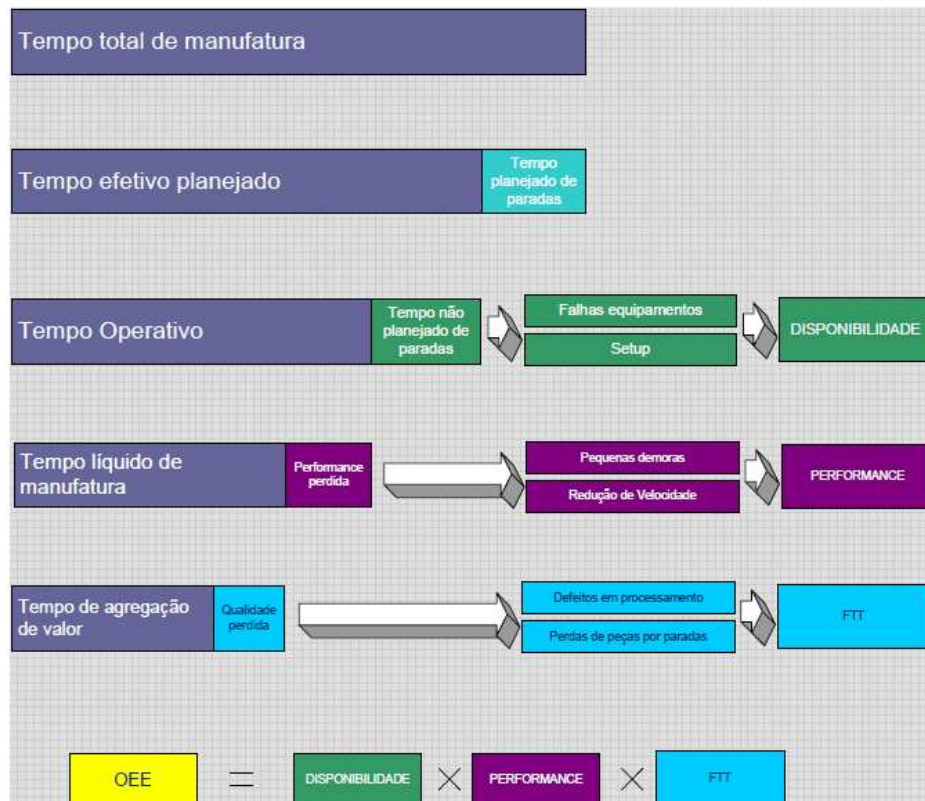 Tempo total de manufatura
Tempo efetivo planejado
Tempo
planejado de
paradas
Tempo Operativo
Tempo não
planejado de
paradas
Falhas equipamentos
Setup
DISPONIBILIDADE
Tempo líquido de
manufatura
Performance
perdida
Pequenas demoras
Redução de Velocidade
PERFORMANCE
Tempo de agregação
de valor
Qualidade
perdida
Defeitos em processamento
Perdas de peças por paradas
FTT
OEE = DISPONIBILIDADE × PERFORMANCE × FTT